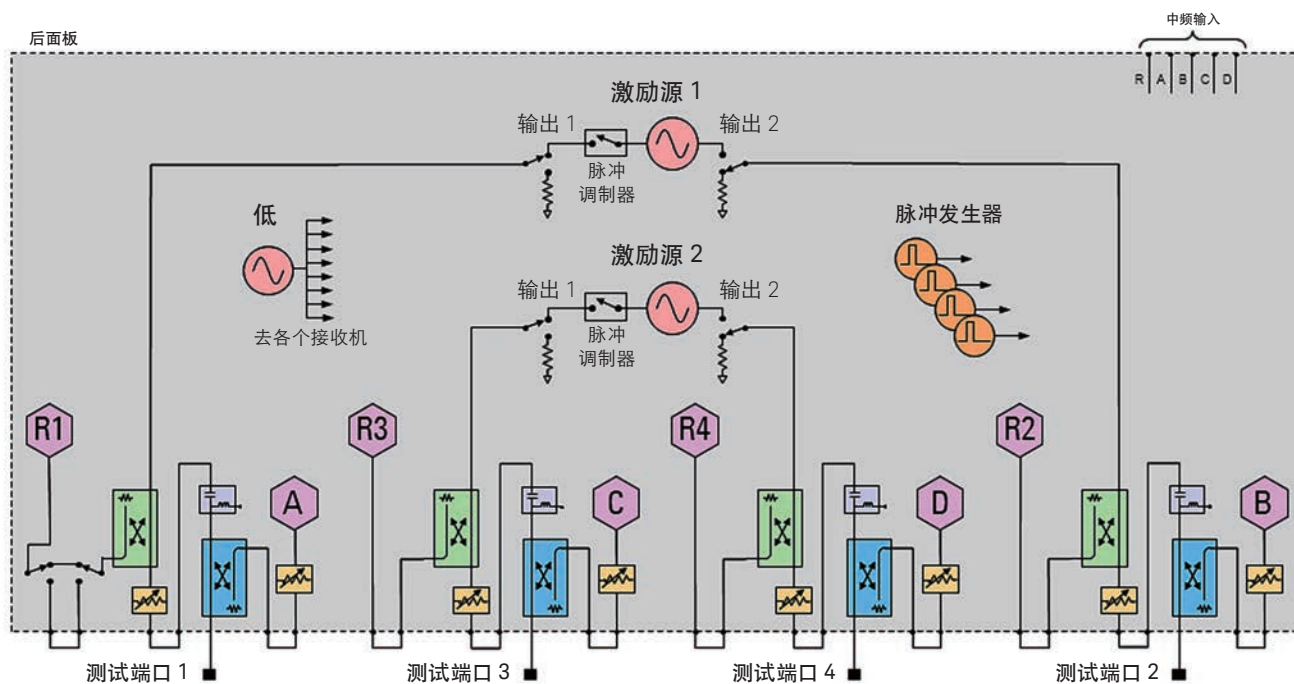 中频输入
后面板
R A B C D
激励源 1
输出 1
输出 2
脉冲
调制器
低
脉冲发生器
激励源 2
输出 1
输出 2
去各个接收机
脉冲
调制器
R1
R3
R4
R2
A
C
D
B
测试端口 1
测试端口 3
测试端口 4
测试端口 2